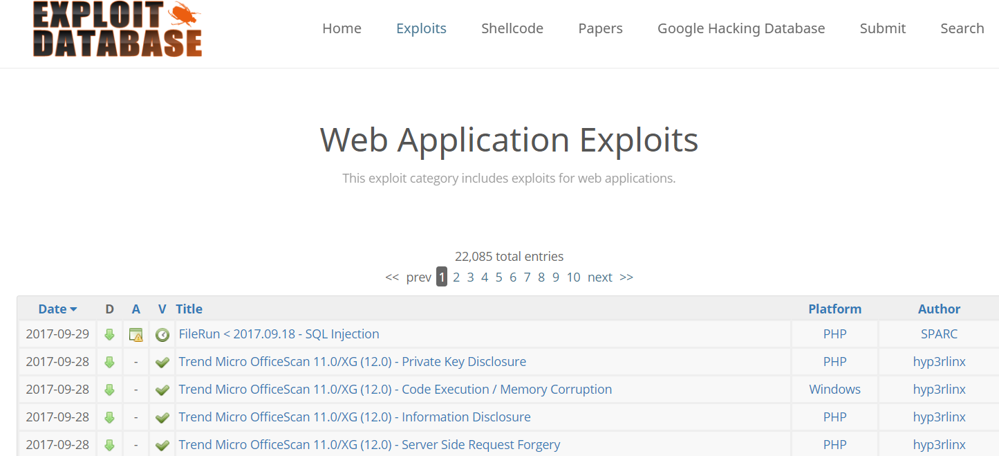 EXPLOIT
DATABASE
Home Exploits Shellcode Papers Google Hacking Database Submit Search
Web Application Exploits
This exploit category includes exploits for web applications.
22,085 total entries
<< prev 1 2 3 4 5 6 7 8 9 10 next >>
Date D A V Title Platform Author
2017-09-29 FileRun < 2017.09.18 - SQL Injection PHP SPARC
2017-09-28 - Trend Micro OfficeScan 11.0/XG (12.0) - Private Key Disclosure PHP hyp3rlinx
2017-09-28 - Trend Micro OfficeScan 11.0/XG (12.0) - Code Execution / Memory Corruption Windows hyp3rlinx
2017-09-28 - Trend Micro OfficeScan 11.0/XG (12.0) - Information Disclosure PHP hyp3rlinx
2017-09-28 - Trend Micro OfficeScan 11.0/XG (12.0) - Server Side Request Forgery PHP hyp3rlinx